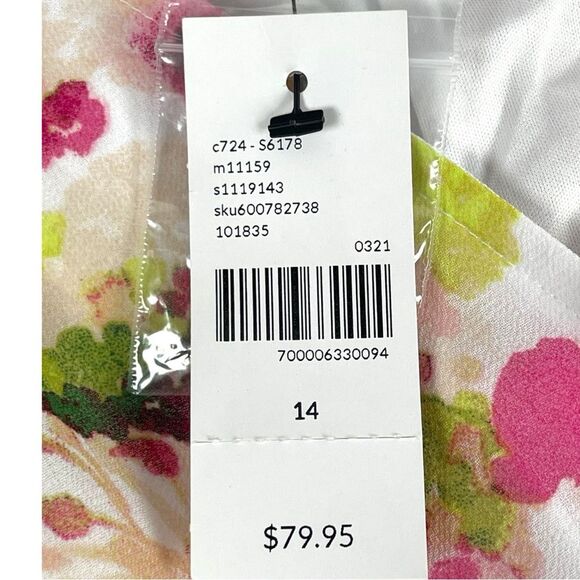 c724 - S6178
m11159
s1119143
sku600782738
101835
0321
700006330094
14
$79.95